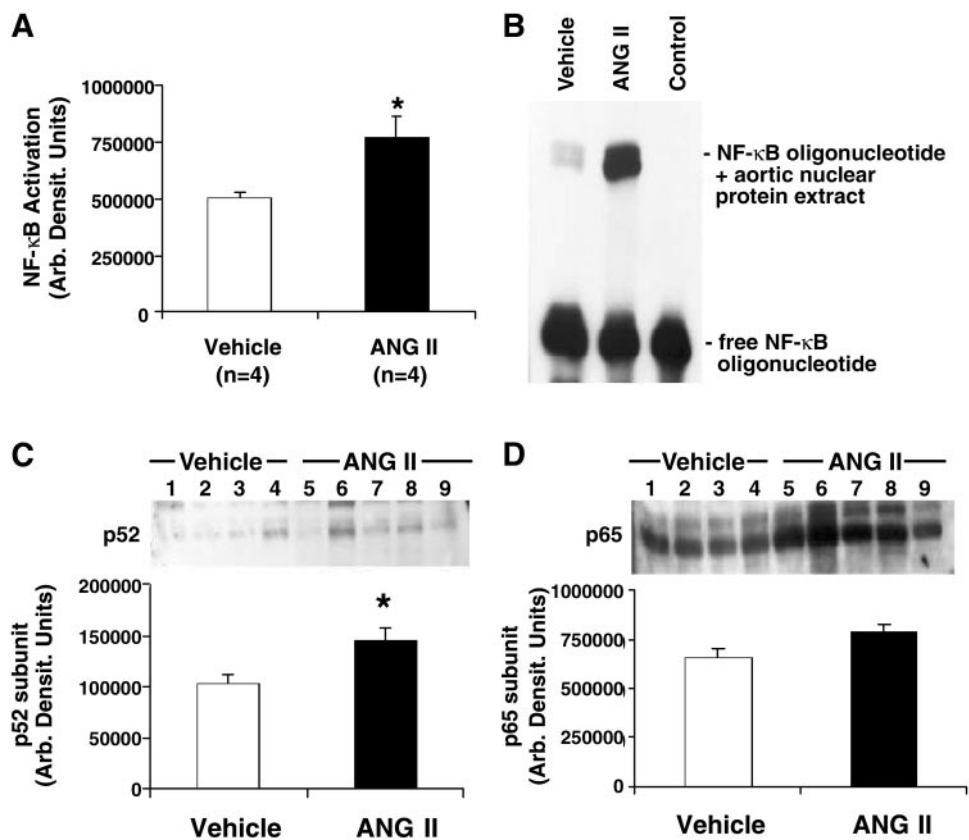 A
NF-κB Activation
(Arb. Densit. Units)
1000000
750000
500000
250000
0
*
Vehicle
(n=4)
ANG II
(n=4)
B
Vehicle
ANG II
Control
- NF-κB oligonucleotide
+ aortic nuclear
protein extract
- free NF-κB
oligonucleotide
C
Vehicle
ANG II
1 2 3 4 5 6 7 8 9
p52
p52 subunit
(Arb. Densit. Units)
200000
150000
100000
50000
0
*
Vehicle
ANG II
D
Vehicle
ANG II
1 2 3 4 5 6 7 8 9
p65
p65 subunit
(Arb. Densit. Units)
1000000
750000
500000
250000
0
Vehicle
ANG II